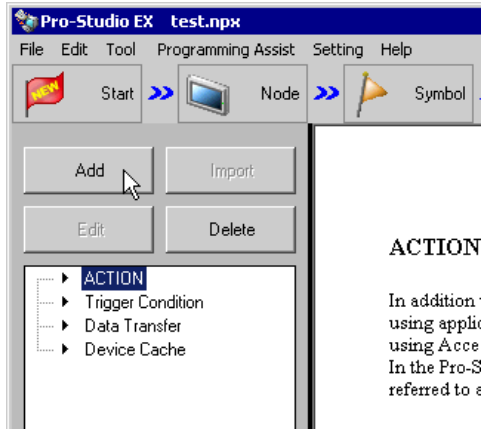 Pro-Studio EX test.npx
File Edit Tool Programming Assist Setting Help
NEW Start Node Symbol
Add Import
Edit Delete
ACTION
Trigger Condition
Data Transfer
Device Cache
ACTION
In addition
using applic
using Acce
In the Pro-S
referred to a